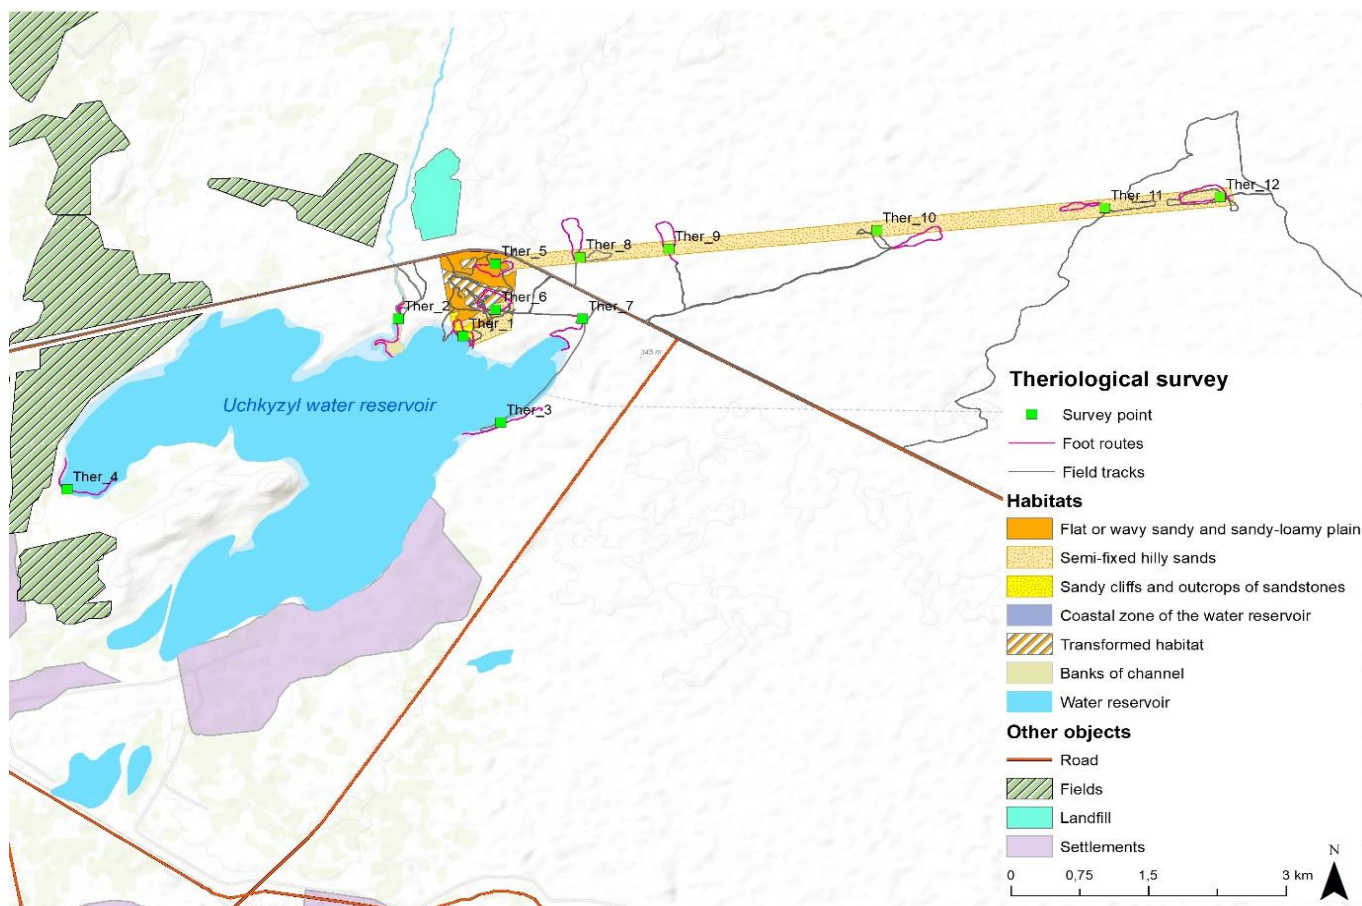 Ther_12
Ther_11
Ther_10
Ther_9
Ther_8
Ther_5
Ther_6
Ther_7
Ther_2
Ther_1
345 m
Uchkyzyl water reservoir
Ther_3
Ther_4
Theriological survey
Survey point
Foot routes
Field tracks
Habitats
Flat or wavy sandy and sandy-loamy plain
Semi-fixed hilly sands
Sandy cliffs and outcrops of sandstones
Coastal zone of the water reservoir
Transformed habitat
Banks of channel
Water reservoir
Other objects
Road
Fields
Landfill
Settlements
N
0 0,75 1,5 3 km